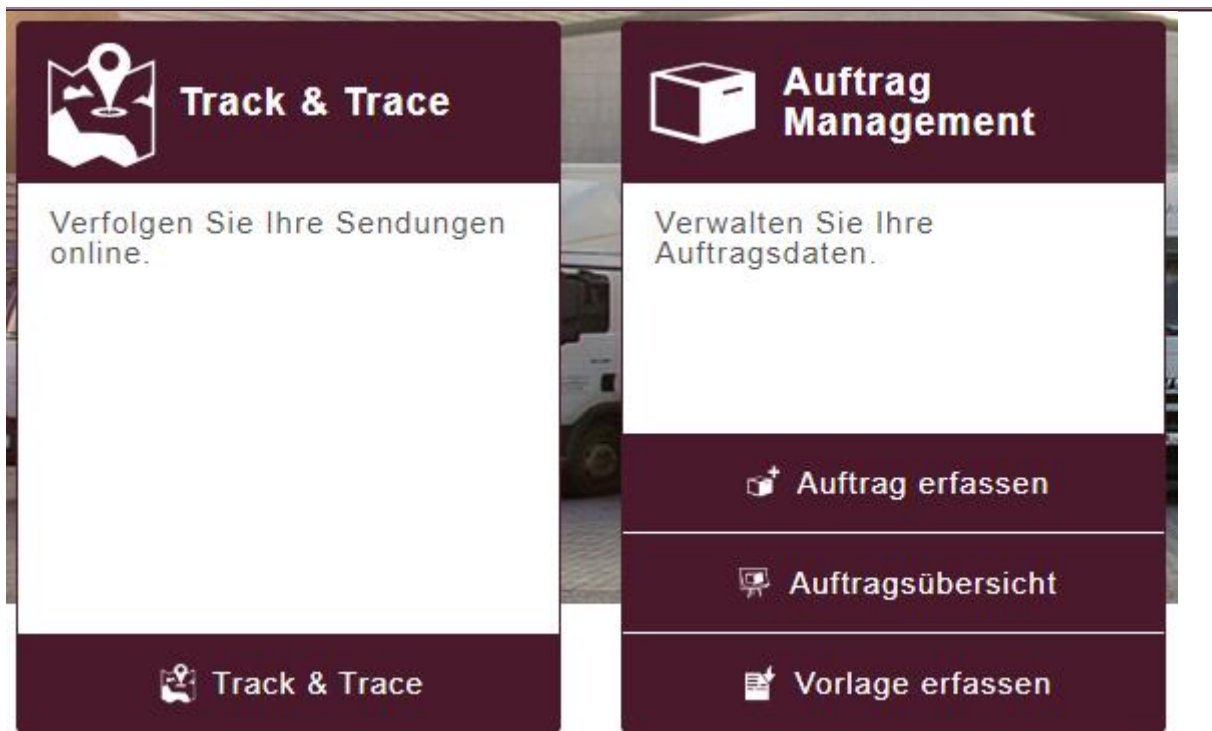 Track & Trace
Verfolgen Sie Ihre Sendungen
online.
Track & Trace
Auftrag
Management
Verwalten Sie Ihre
Auftragsdaten.
Auftrag erfassen
Auftragsübersicht
Vorlage erfassen